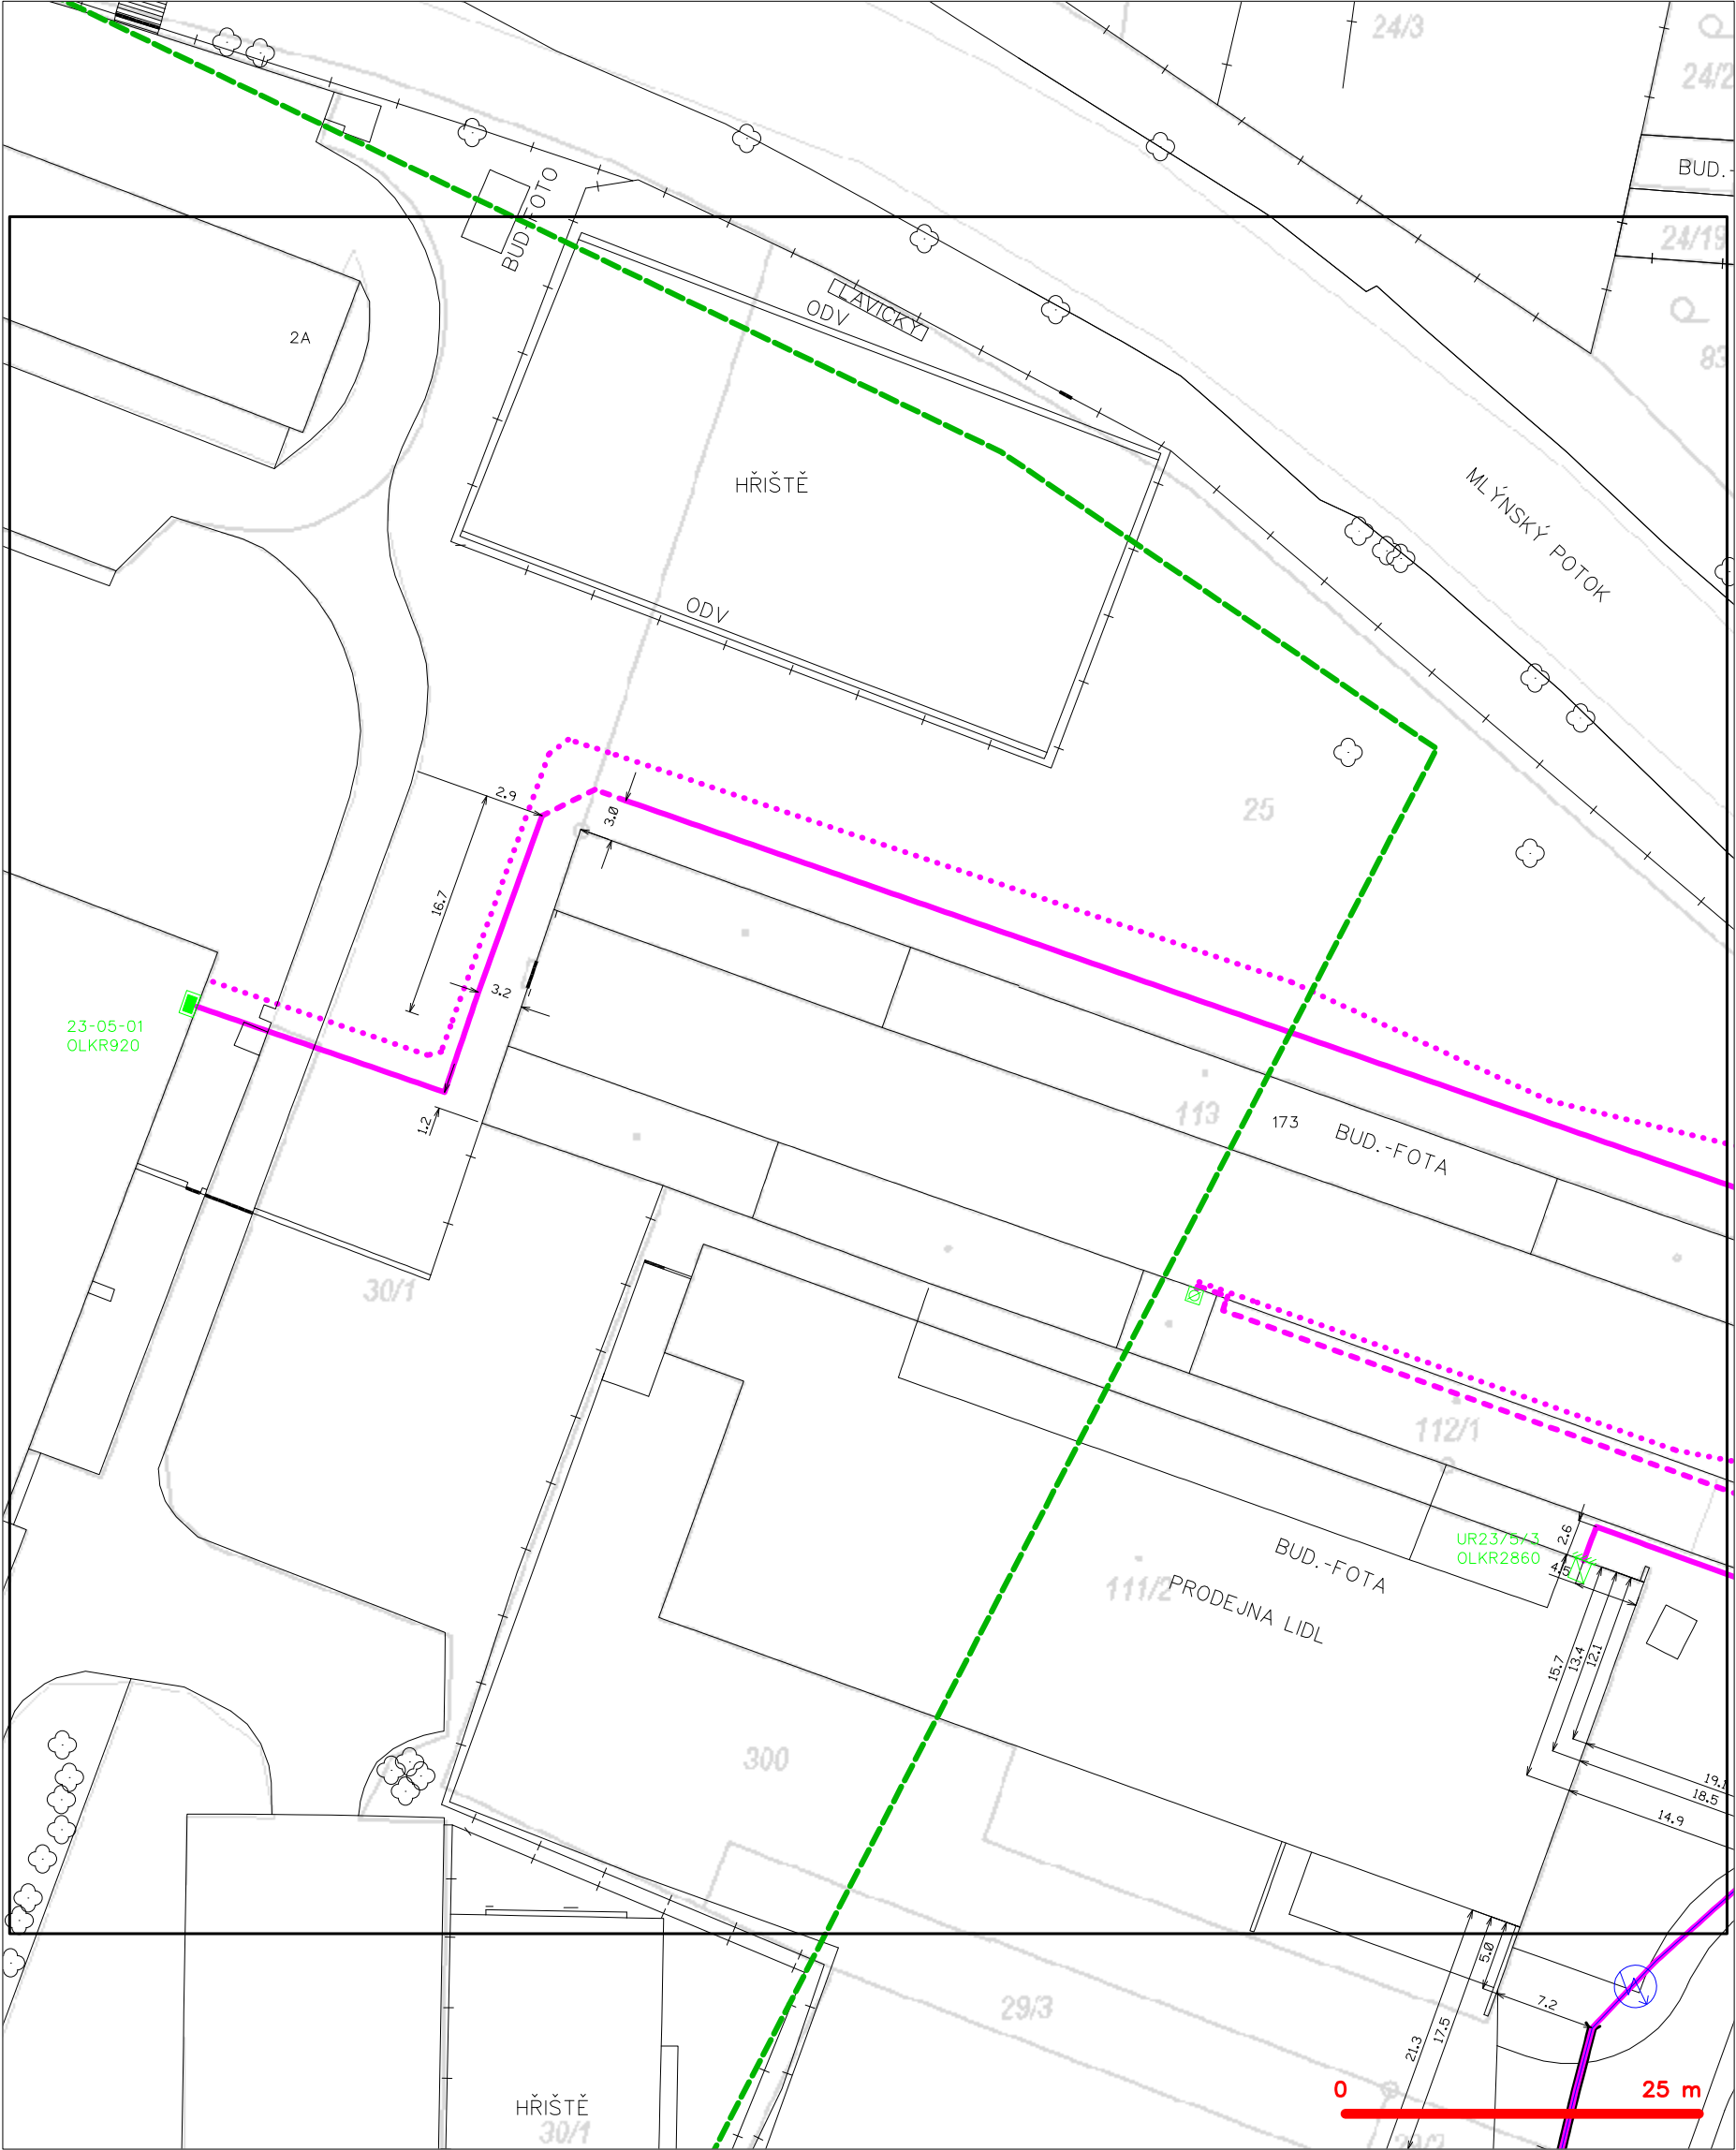 24/3
24/2
BUD.-
24/19
83
BUD-FOTO
LAVICKY
ODV
2A
HŘIŠTĚ
MLÝNSKÝ POTOK
ODV
2.9
3.0
25
16.7
3.2
23-05-01
OLKR920
1.2
113
173
BUD.-FOTA
30/1
112/1
UR23/5/3
OLKR2860
2.6
4.5
BUD.-FOTA
111/2
PRODEJNA LIDL
15.7
13.4
12.1
300
19.1
18.5
14.9
5.0
7.2
29/3
21.3
17.5
0 25 m
HŘIŠTĚ
30/1